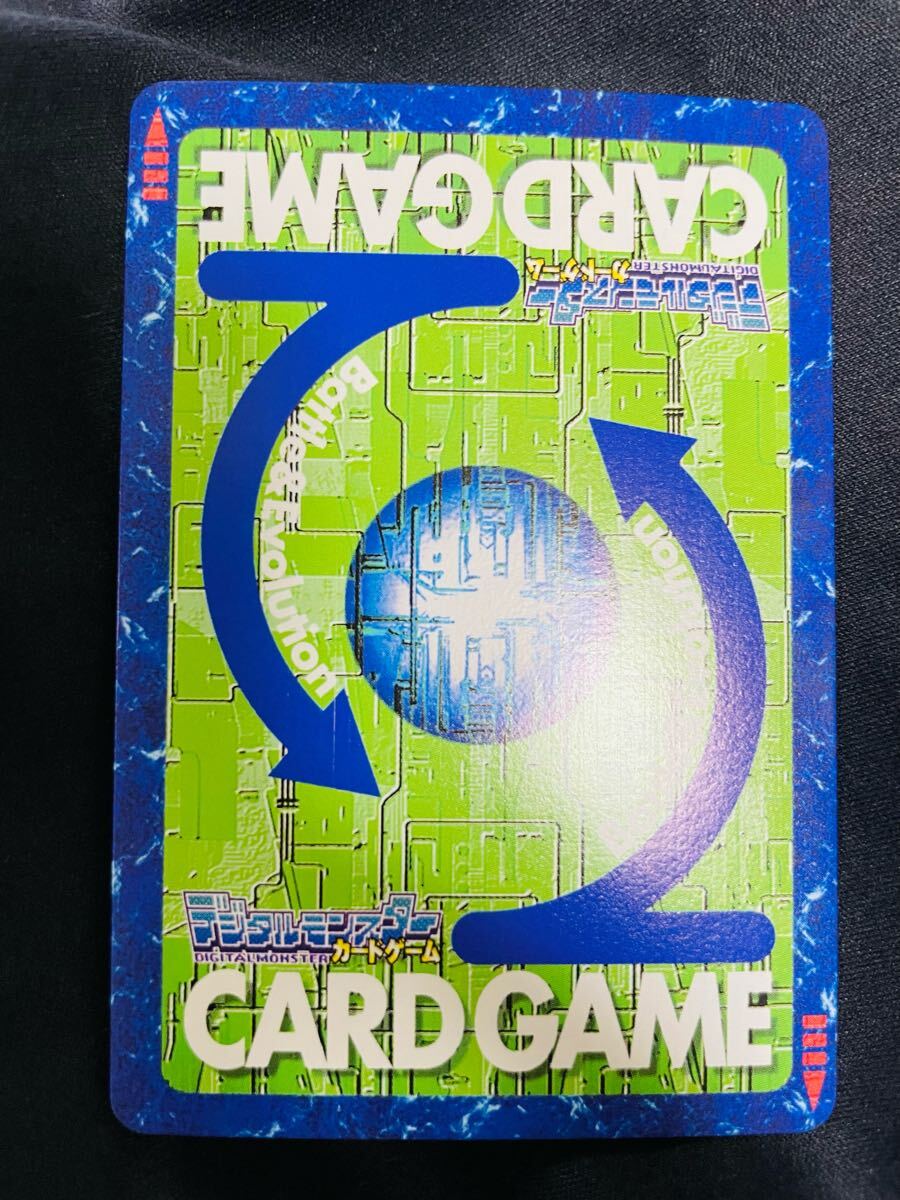 CARD GAME
デジタルモンスター
カードゲーム
DIGITALMONSTER
Battle&Evolution
デジタルモンスター
DIGITALMONSTER カードゲーム
CARD GAME